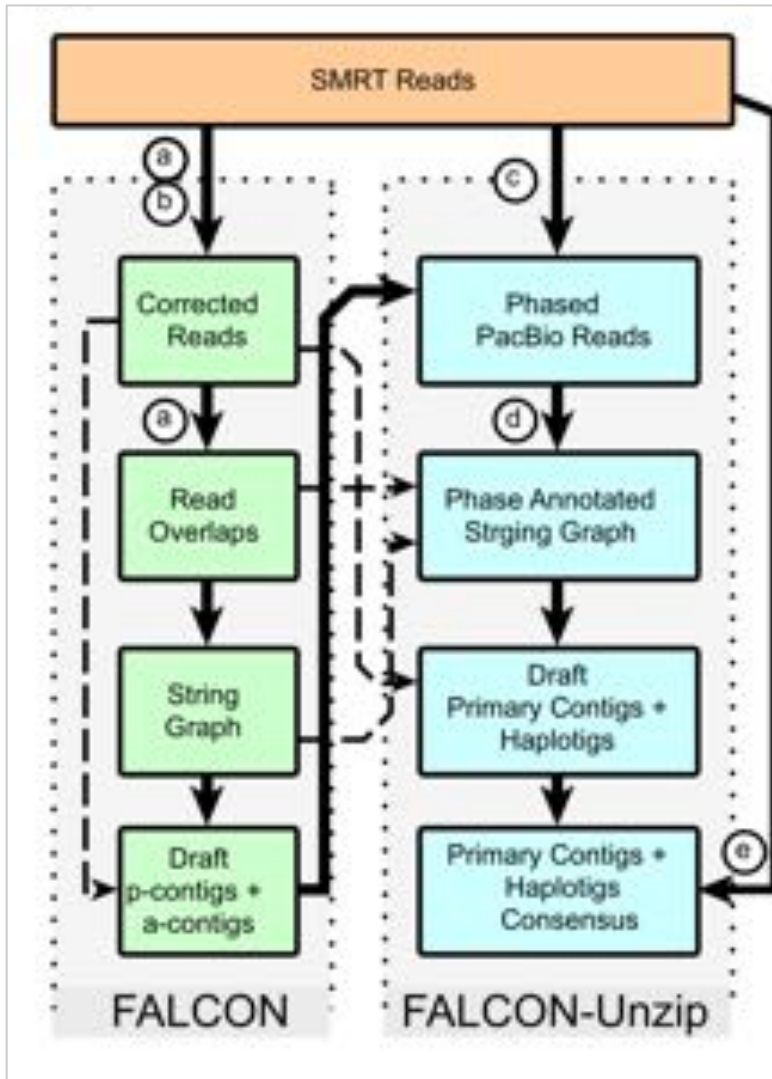 SMRT Reads
a
b
c
Corrected
Reads
Phased
PacBio Reads
a
d
Read
Overlaps
Phase Annotated
Strging Graph
String
Graph
Draft
Primary Contigs +
Haplotigs
Draft
p-contigs +
a-contigs
Primary Contigs +
Haplotigs
Consensus
e
FALCON
FALCON-Unzip